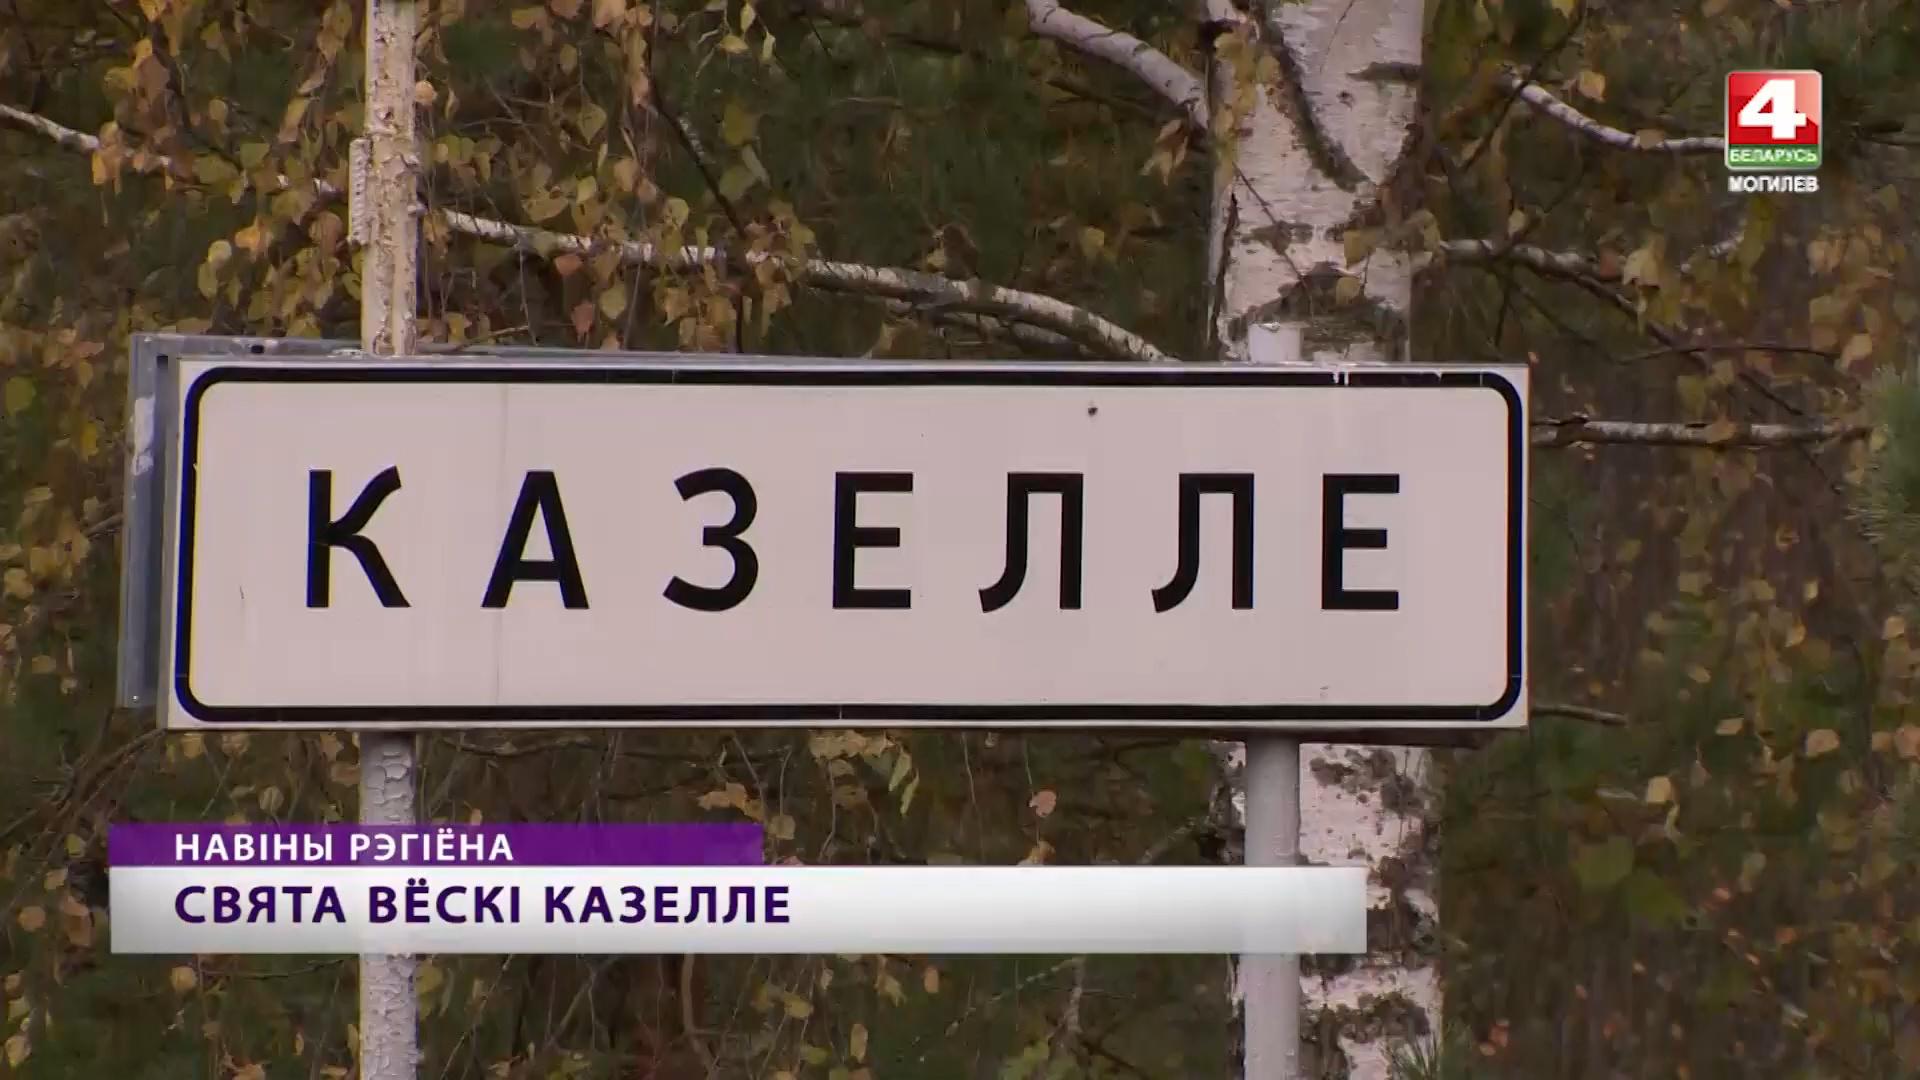 4
БЕЛАРУСЬ
МОГИЛЕВ
КАЗЕЛЛЕ
НАВІНЫ РЭГІЁНА
СВЯТА ВЁСКІ КАЗЕЛЛЕ